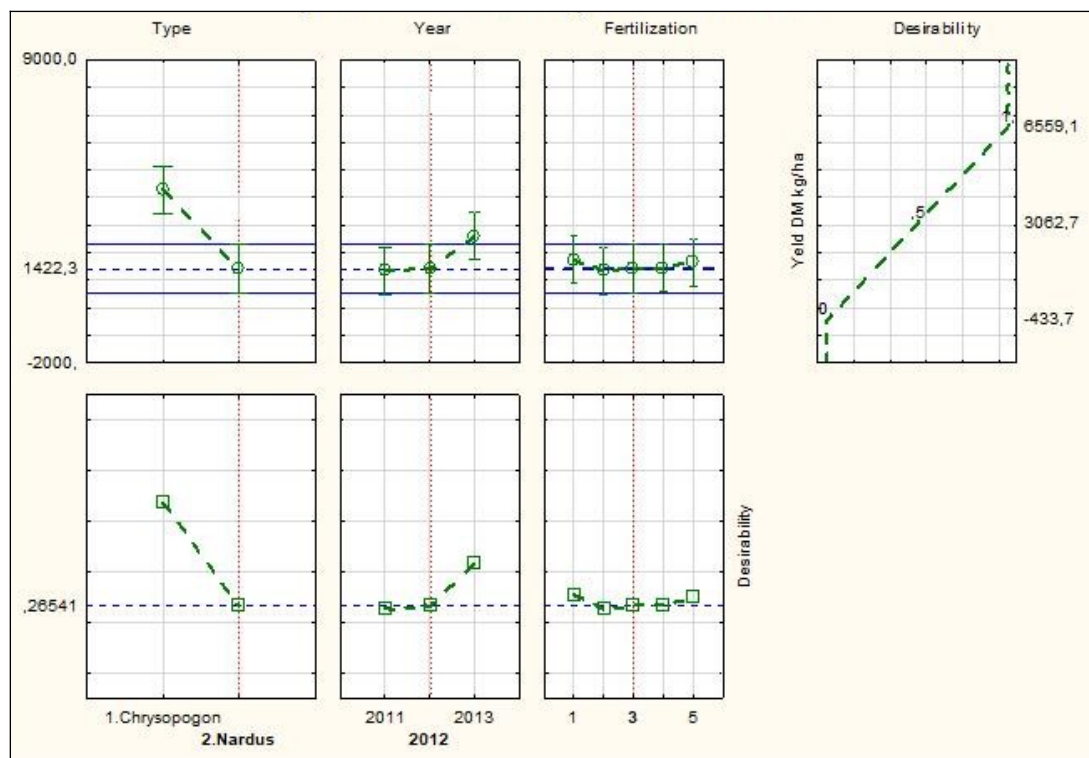 Type Year Fertilization Desirability
9000,0
1422,3
-2000,
Yeld DM kg/ha
1,
,5
0
6559,1
3062,7
-433,7
,26541
Desirability
1.Chrysopogon 2011 2013 1 3 5
2.Nardus 2012